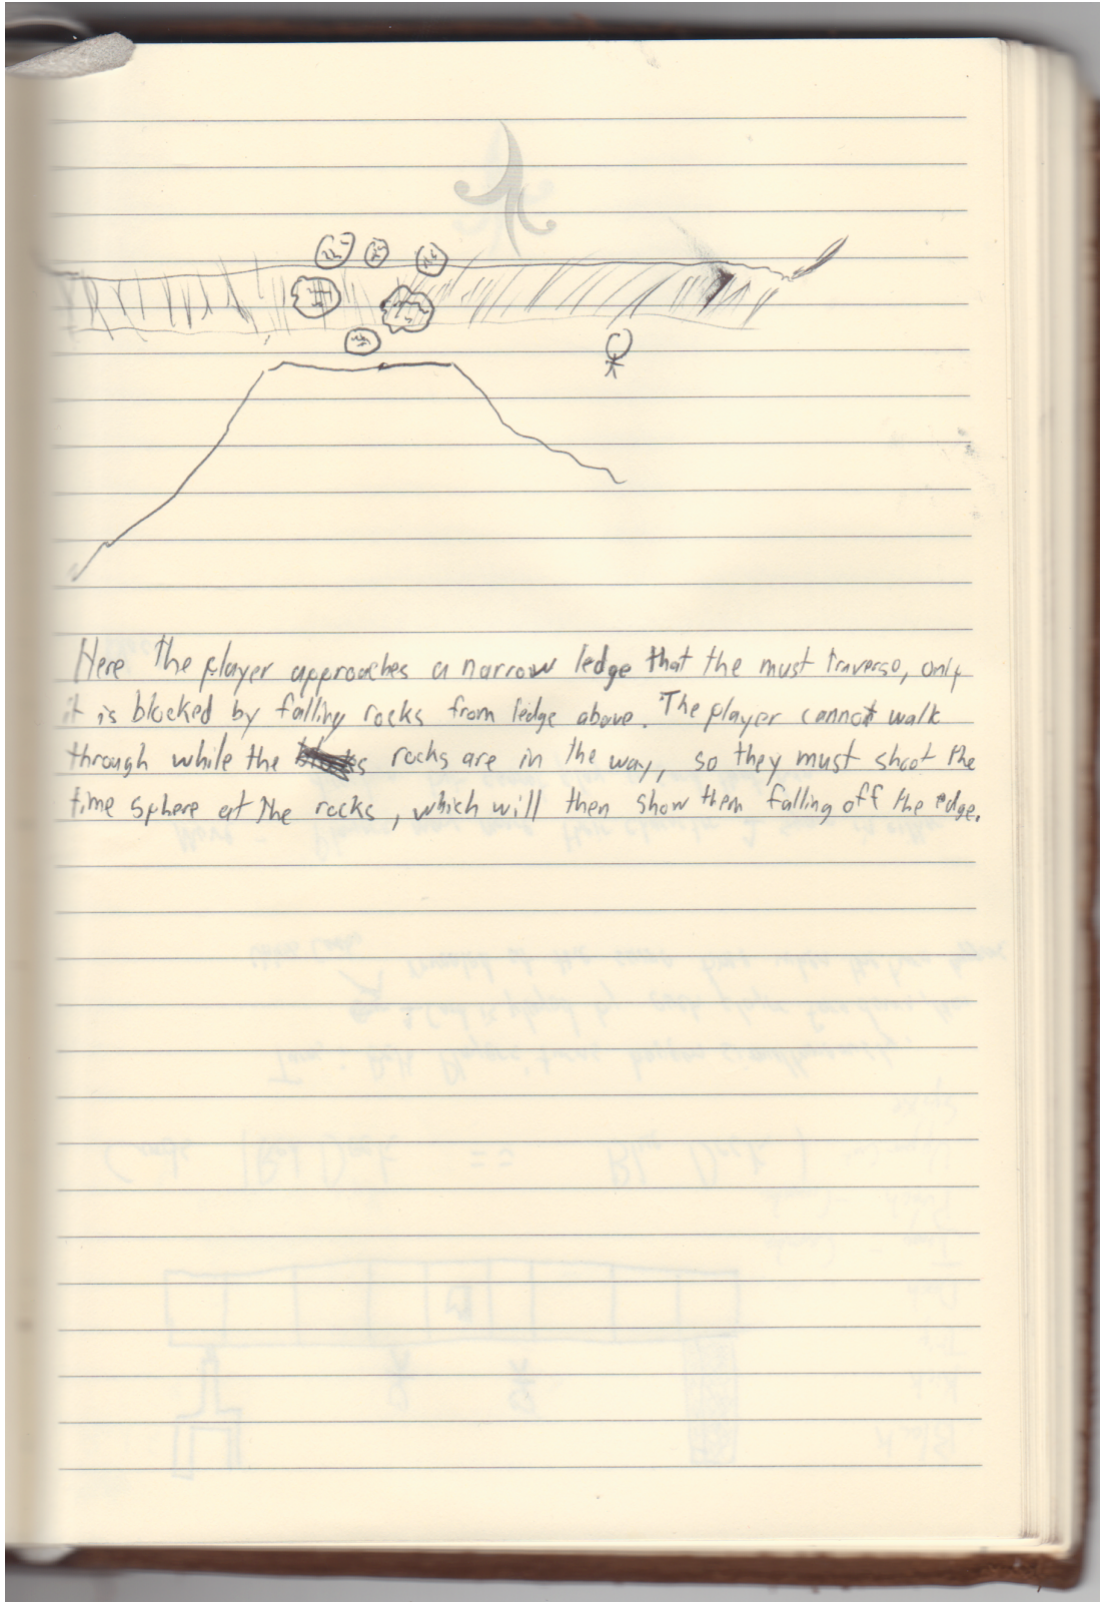 Here the player approaches a narrow ledge that the must traverse, only
it is blocked by falling rocks from ledge above. The player cannot walk
through while the rocks are in the way, so they must shoot the
time sphere at the rocks, which will then show them falling off the edge.